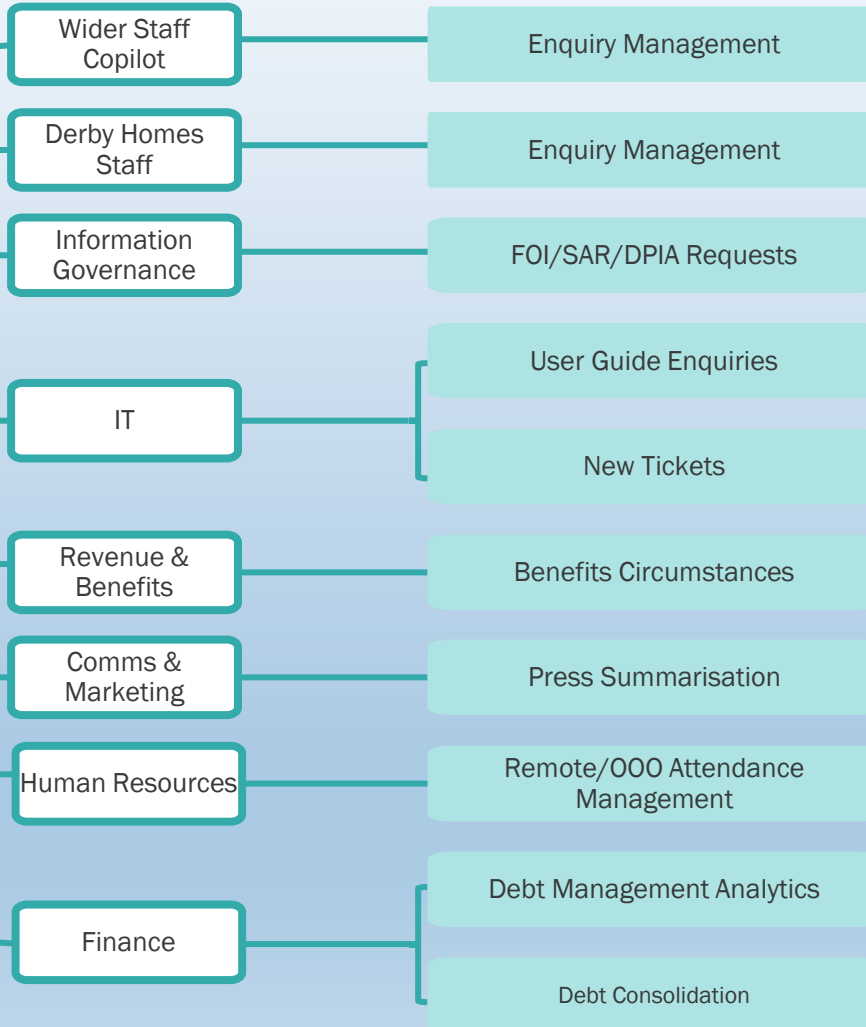 Wider Staff
Copilot
Enquiry Management
Derby Homes
Staff
Enquiry Management
Information
Governance
FOI/SAR/DPIA Requests
IT
User Guide Enquiries
New Tickets
Revenue &
Benefits
Benefits Circumstances
Comms &
Marketing
Press Summarisation
Human Resources
Remote/OOO Attendance
Management
Finance
Debt Management Analytics
Debt Consolidation